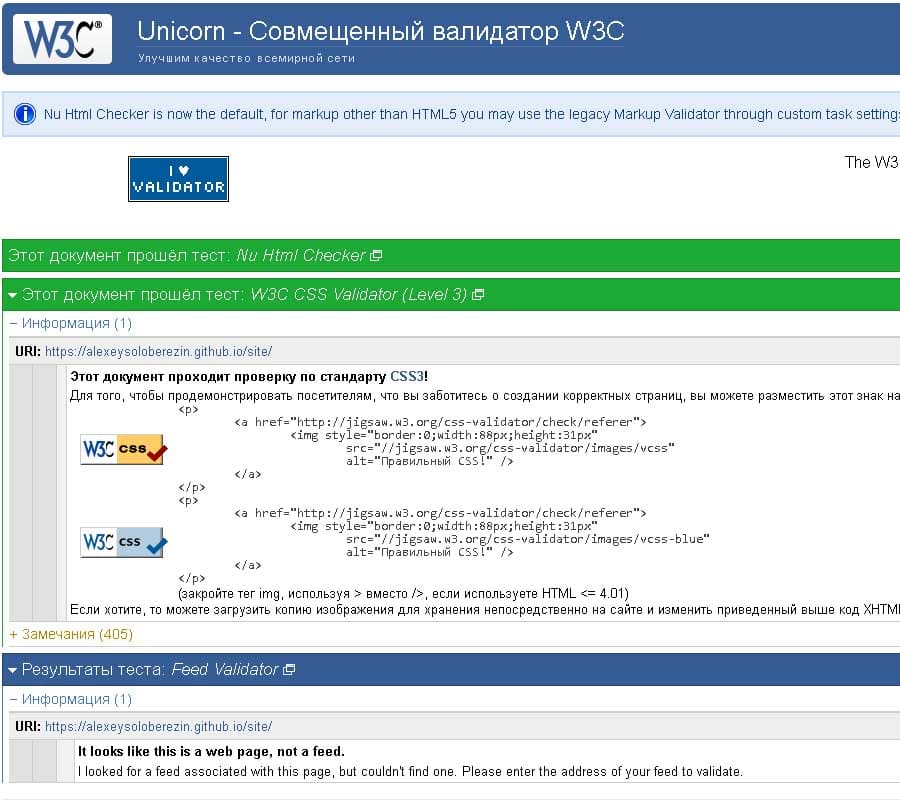 W3C®
Unicorn - Совмещенный валидатор W3C
Улучшим качество всемирной сети
Nu Html Checker is now the default, for markup other than HTML5 you may use the legacy Markup Validator through custom task settings
I ♥
VALIDATOR
The W3
Этот документ прошёл тест: Nu Html Checker
Этот документ прошёл тест: W3C CSS Validator (Level 3)
– Информация (1)
URI: https://alexeysoloberezin.github.io/site/
Этот документ проходит проверку по стандарту CSS3!
Для того, чтобы продемонстрировать посетителям, что вы заботитесь о создании корректных страниц, вы можете разместить этот знак на
<p>
<a href="http://jigsaw.w3.org/css-validator/check/referer">
<img style="border:0;width:88px;height:31px"
src="//jigsaw.w3.org/css-validator/images/vcss"
alt="Правильный CSS!" />
</a>
</p>
W3C css
<p>
<a href="http://jigsaw.w3.org/css-validator/check/referer">
<img style="border:0;width:88px;height:31px"
src="//jigsaw.w3.org/css-validator/images/vcss-blue"
alt="Правильный CSS!" />
</a>
</p>
W3C css
(закройте тег img, используя > вместо />, если используете HTML <= 4.01)
Если хотите, то можете загрузить копию изображения для хранения непосредственно на сайте и изменить приведенный выше код XHTML
+ Замечания (405)
Результаты теста: Feed Validator
– Информация (1)
URI: https://alexeysoloberezin.github.io/site/
It looks like this is a web page, not a feed.
I looked for a feed associated with this page, but couldn't find one. Please enter the address of your feed to validate.